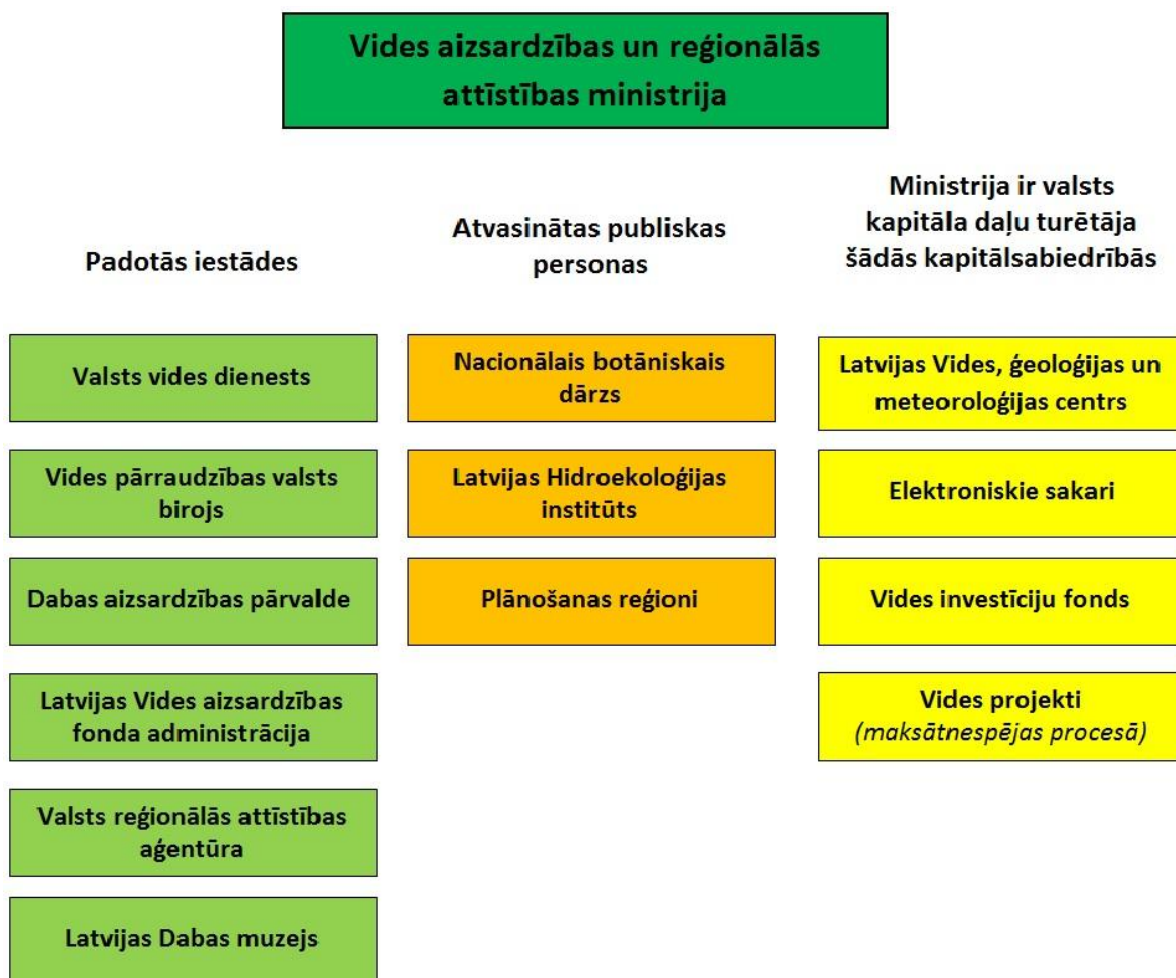 Vides aizsardzības un reģionālās
attīstības ministrija
Padotās iestādes
Valsts vides dienests
Vides pārraudzības valsts
birojs
Dabas aizsardzības pārvalde
Latvijas Vides aizsardzības
fonda administrācija
Valsts reģionālās attīstības
aģentūra
Latvijas Dabas muzejs
Atvasinātas publiskas
personas
Nacionālais botāniskais
dārzs
Latvijas Hidroekoloģijas
institūts
Plānošanas reģioni
Ministrija ir valsts
kapitāla daļu turētāja
šādās kapitālsabiedrībās
Latvijas Vides, ģeoloģijas un
meteoroloģijas centrs
Elektroniskie sakari
Vides investīciju fonds
Vides projekti
(maksātnespējas procesā)